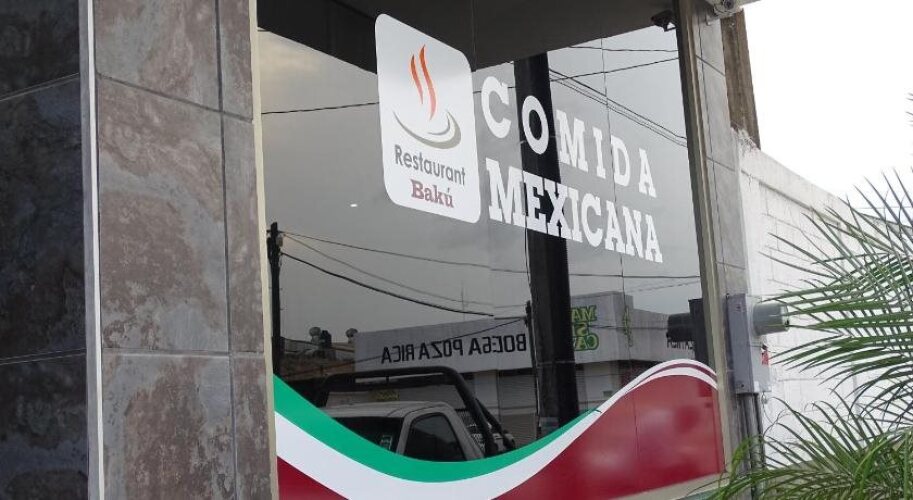 Restaurant
Bakú
COMIDA
MEXICANA
POZA RICA